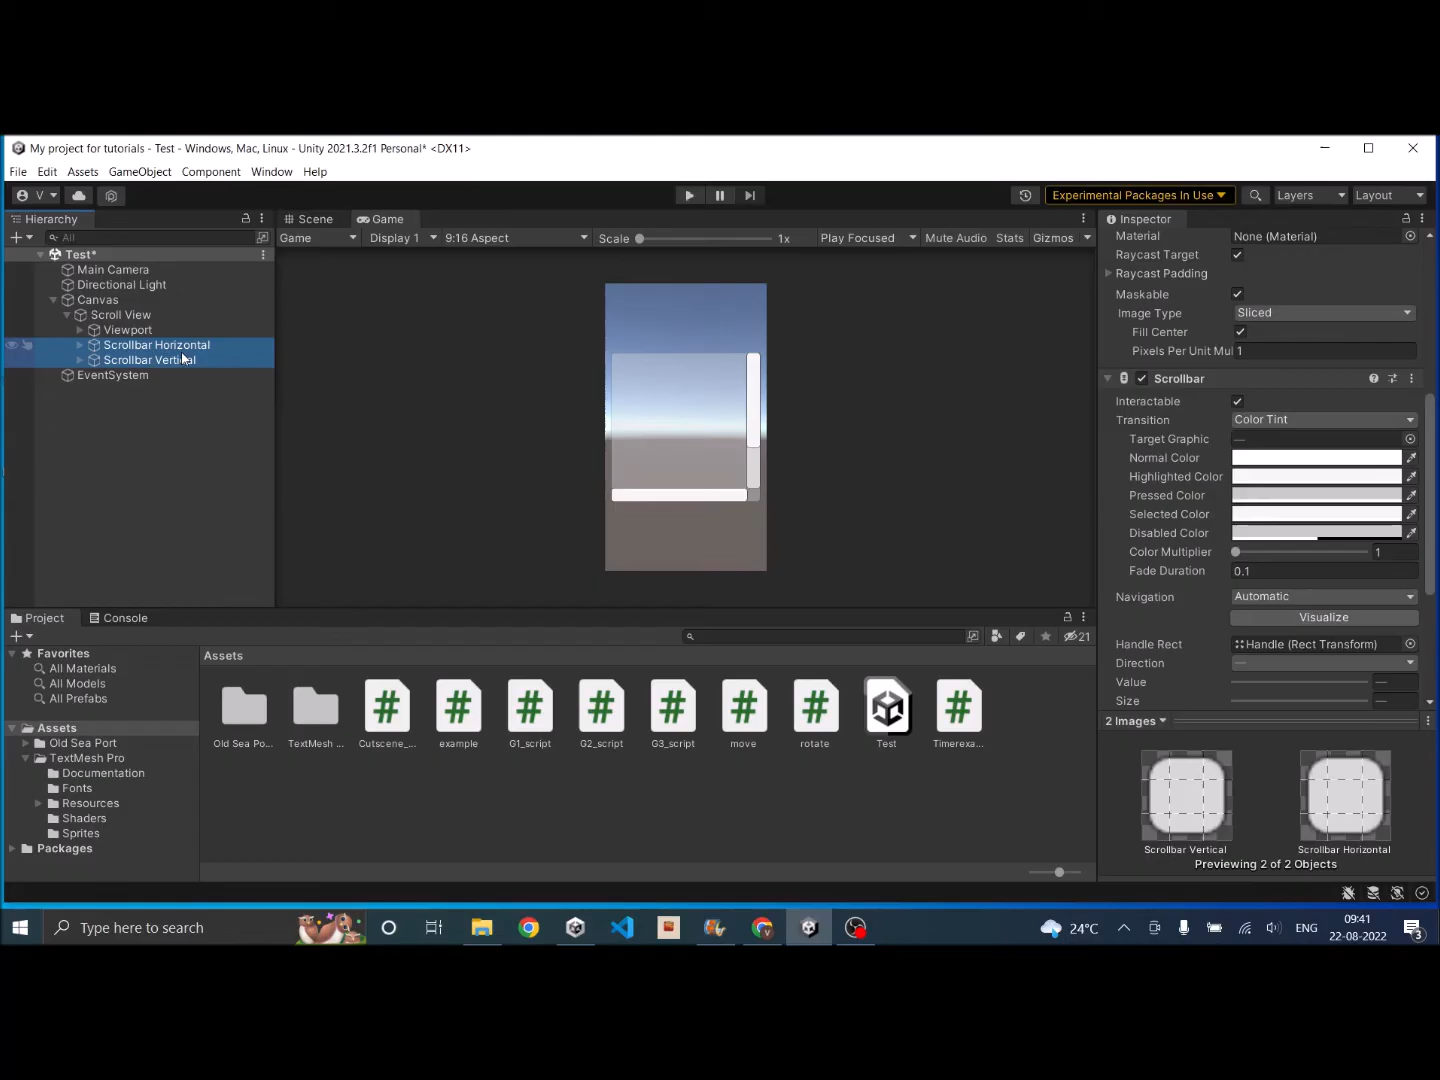 My project for tutorials - Test - Windows, Mac, Linux - Unity 2021.3.2f1 Personal* <DX11>
File Edit Assets GameObject Component Window Help
V Experimental Packages In Use Layers Layout
Hierarchy
All
Test*
Main Camera
Directional Light
Canvas
Scroll View
Viewport
Scrollbar Horizontal
Scrollbar Vertical
EventSystem
Scene Game
Game Display 1 9:16 Aspect Scale 1x Play Focused Mute Audio Stats Gizmos
Inspector
Material None (Material)
Raycast Target
Raycast Padding
Maskable
Image Type Sliced
Fill Center
Pixels Per Unit Mul 1
Scrollbar
Interactable
Transition Color Tint
Target Graphic —
Normal Color
Highlighted Color
Pressed Color
Selected Color
Disabled Color
Color Multiplier 1
Fade Duration 0.1
Navigation Automatic
Visualize
Handle Rect Handle (Rect Transform)
Direction —
Value —
Size —
2 Images
Scrollbar Vertical Scrollbar Horizontal
Previewing 2 of 2 Objects
Project Console
21
Favorites
All Materials
All Models
All Prefabs
Assets
Old Sea Port
TextMesh Pro
Documentation
Fonts
Resources
Shaders
Sprites
Packages
Assets
Old Sea Po... TextMesh ... Cutscene_... example G1_script G2_script G3_script move rotate Test Timerexa...
Type here to search
24°C ENG
09:41
22-08-2022
3